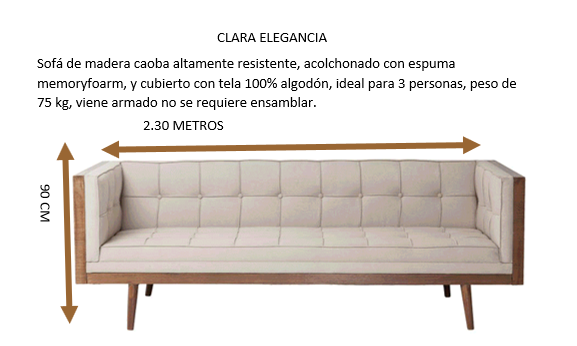 CLARA ELEGANCIA
Sofá de madera caoba altamente resistente, acolchonado con espuma
memoryfoarm, y cubierto con tela 100% algodón, ideal para 3 personas, peso de
75 kg, viene armado no se requiere ensamblar.
2.30 METROS
90 CM